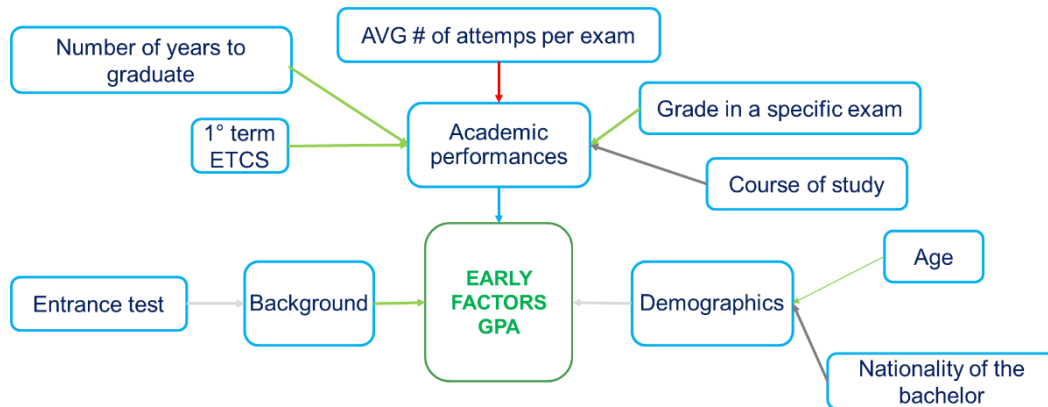 AVG # of attemps per exam
Number of years to
graduate
Grade in a specific exam
1° term
ETCS
Academic
performances
Course of study
Age
Entrance test
Background
EARLY
FACTORS
GPA
Demographics
Nationality of the
bachelor